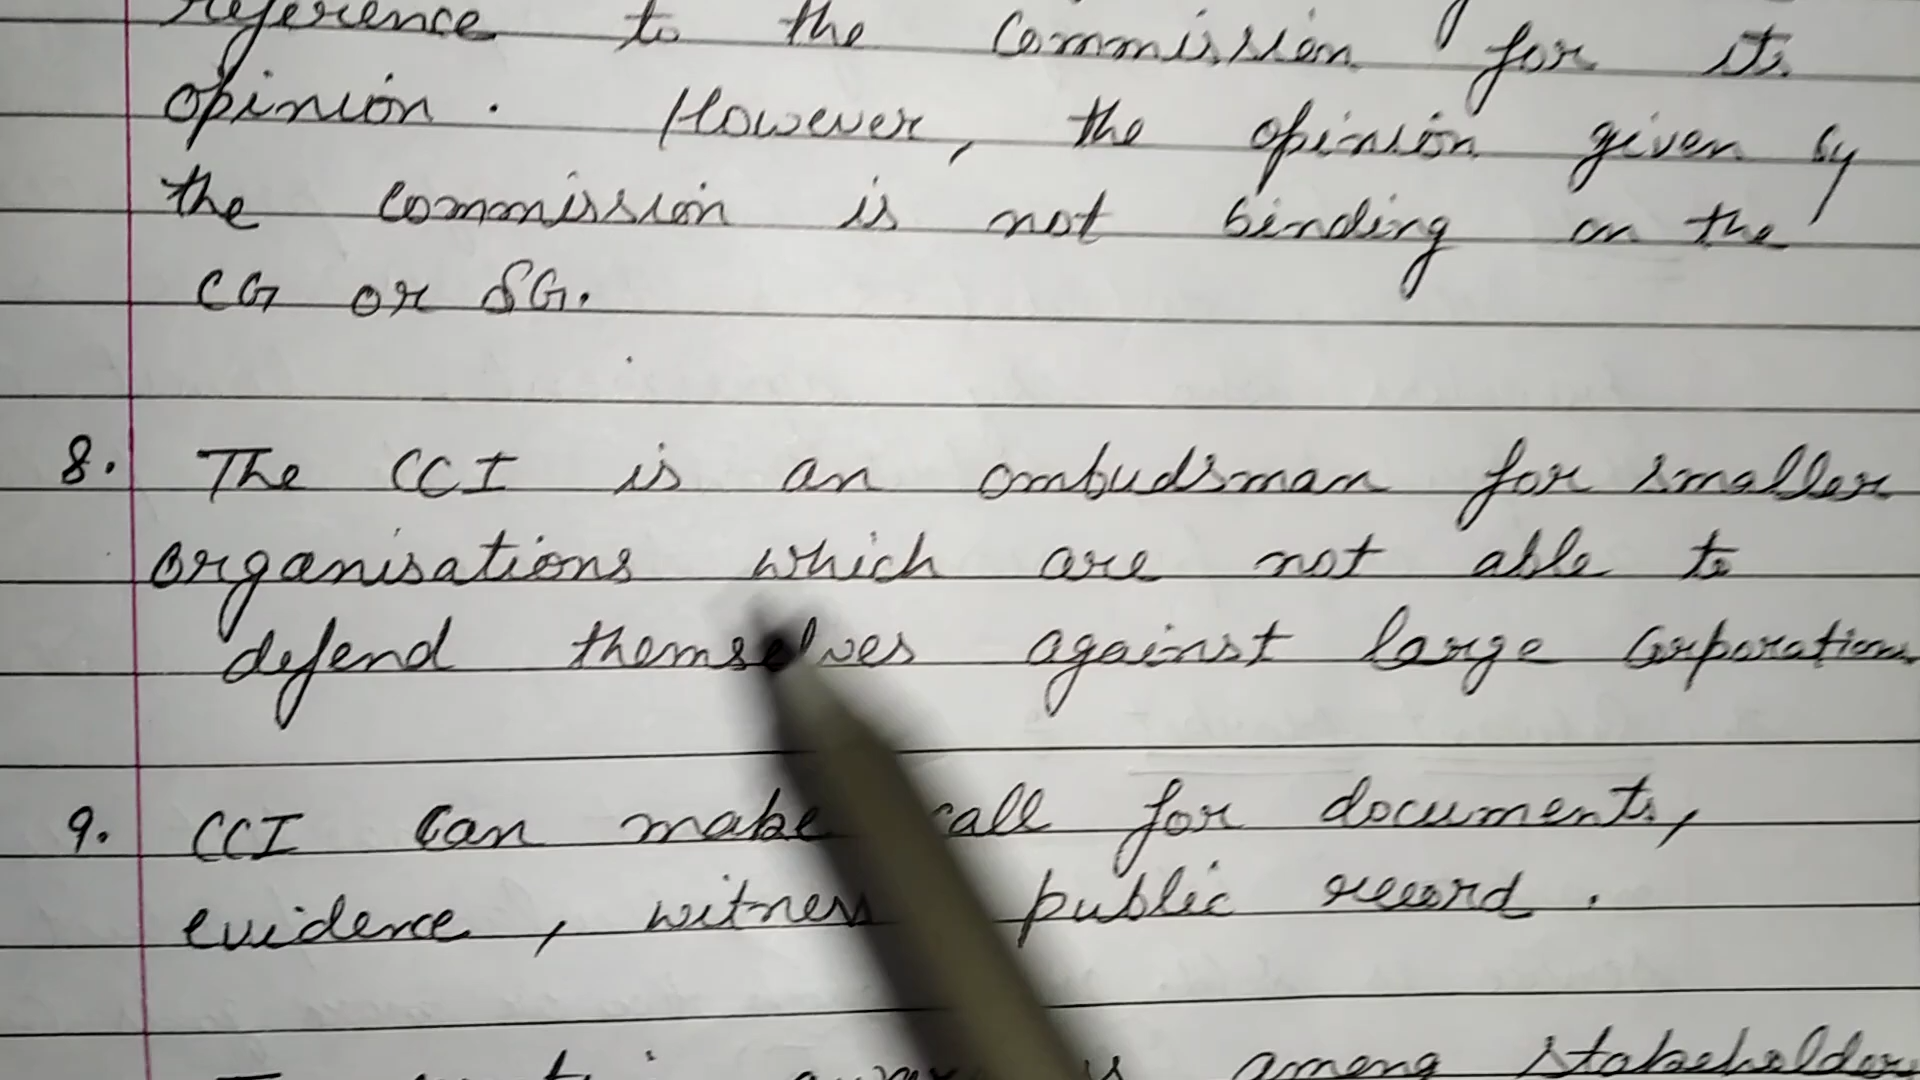 reference to the Commission for its
opinion. However, the opinion given by
the commission is not binding on the
CG or SG.
8. The CCI is an ombudsman for smaller
organisations which are not able to
defend themselves against large Corporations
9. CCI can make call for documents,
evidence, witness public record.
among stakeholders